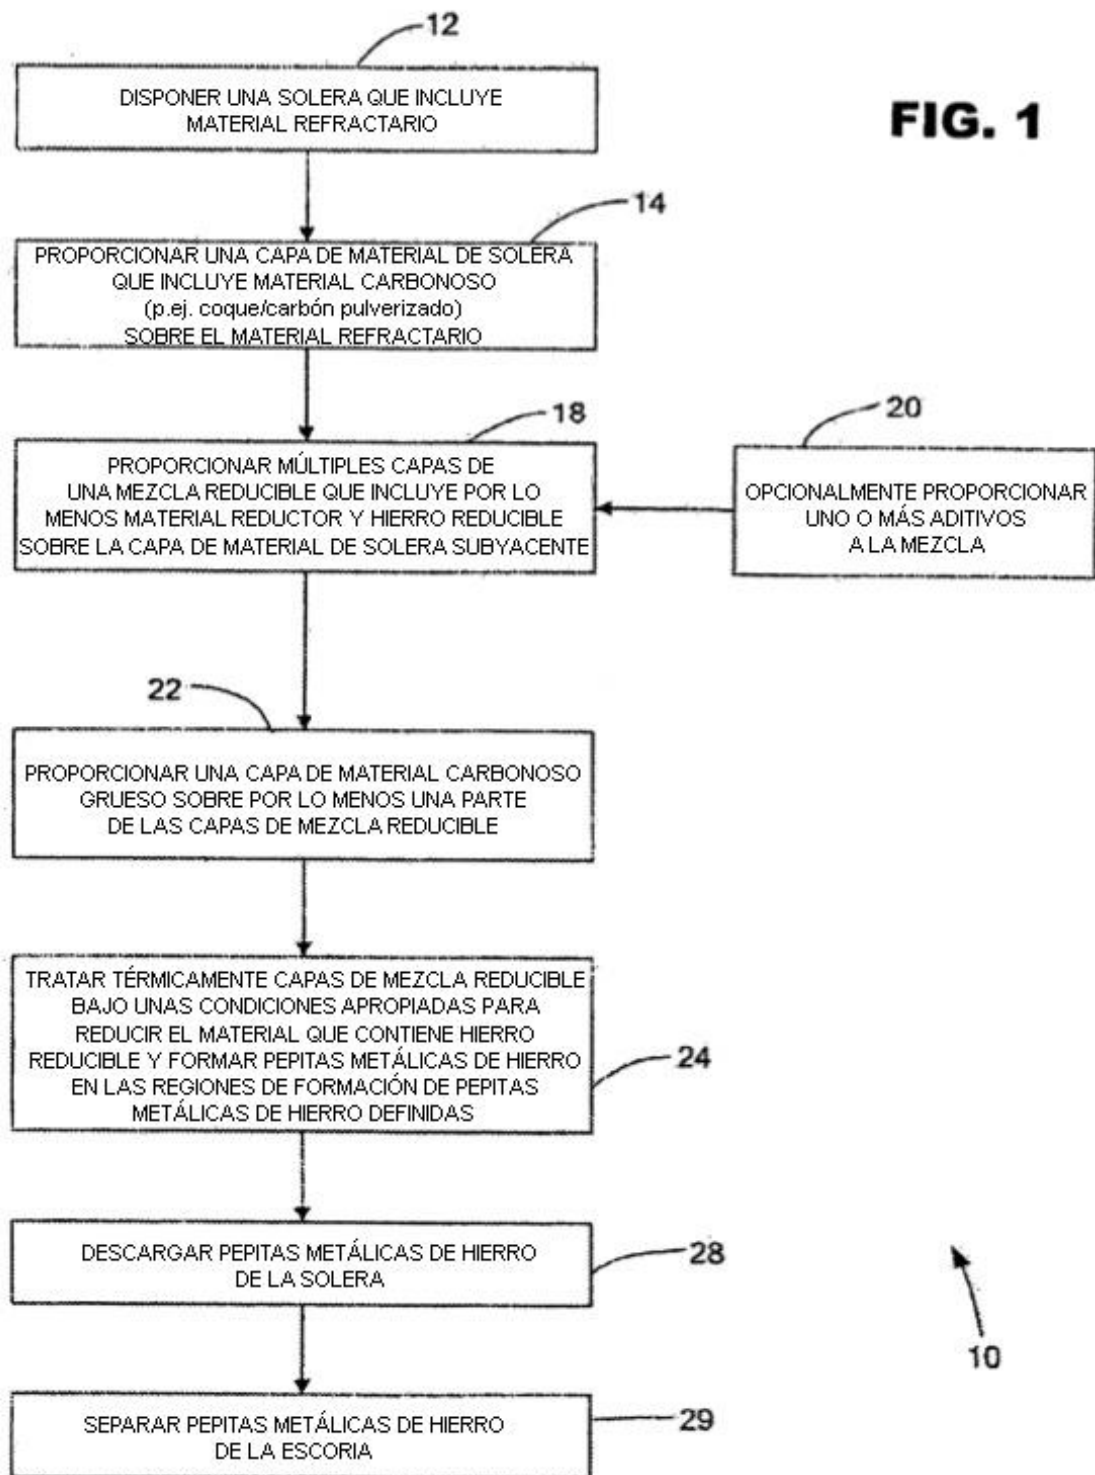 12
DISPONER UNA SOLERA QUE INCLUYE
MATERIAL REFRACTARIO
FIG. 1
14
PROPORCIONAR UNA CAPA DE MATERIAL DE SOLERA
QUE INCLUYE MATERIAL CARBONOSO
(p.ej. coque/carbón pulverizado)
SOBRE EL MATERIAL REFRACTARIO
18
PROPORCIONAR MÚLTIPLES CAPAS DE
UNA MEZCLA REDUCIBLE QUE INCLUYE POR LO
MENOS MATERIAL REDUCTOR Y HIERRO REDUCIBLE
SOBRE LA CAPA DE MATERIAL DE SOLERA SUBYACENTE
20
OPCIONALMENTE PROPORCIONAR
UNO O MÁS ADITIVOS
A LA MEZCLA
22
PROPORCIONAR UNA CAPA DE MATERIAL CARBONOSO
GRUESO SOBRE POR LO MENOS UNA PARTE
DE LAS CAPAS DE MEZCLA REDUCIBLE
TRATAR TÉRMICAMENTE CAPAS DE MEZCLA REDUCIBLE
BAJO UNAS CONDICIONES APROPIADAS PARA
REDUCIR EL MATERIAL QUE CONTIENE HIERRO
REDUCIBLE Y FORMAR PEPITAS METÁLICAS DE HIERRO
EN LAS REGIONES DE FORMACIÓN DE PEPITAS
METÁLICAS DE HIERRO DEFINIDAS
24
DESCARGAR PEPITAS METÁLICAS DE HIERRO
DE LA SOLERA
28
10
SEPARAR PEPITAS METÁLICAS DE HIERRO
DE LA ESCORIA
29